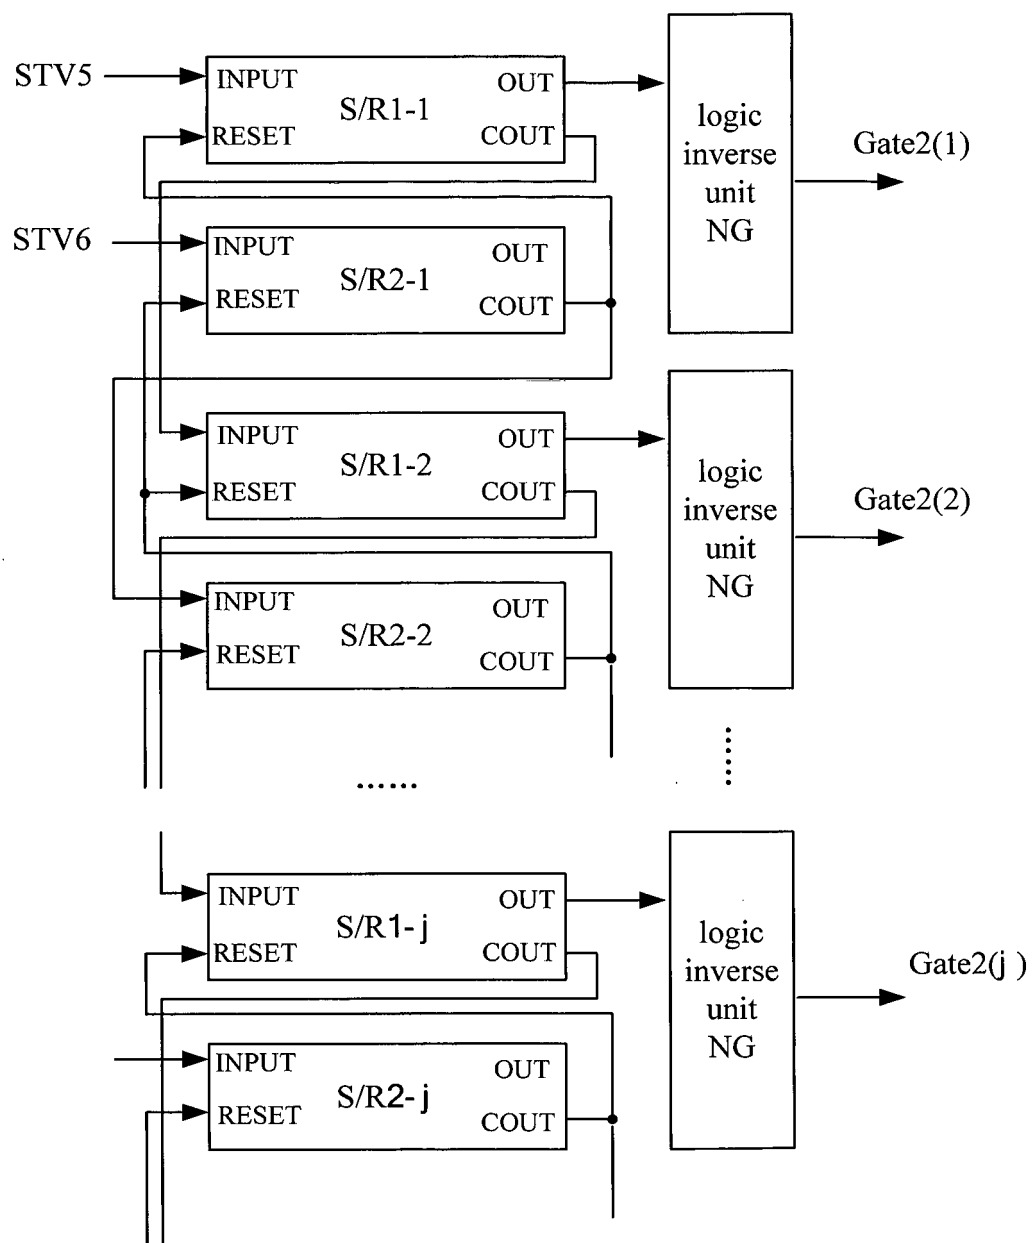 STV5
INPUT
OUT
S/R1-1
RESET
COUT
logic
inverse
unit
NG
Gate2(1)
STV6
INPUT
OUT
S/R2-1
RESET
COUT
INPUT
OUT
S/R1-2
RESET
COUT
logic
inverse
unit
NG
Gate2(2)
INPUT
OUT
S/R2-2
RESET
COUT
......
......
INPUT
OUT
S/R1-j
RESET
COUT
logic
inverse
unit
NG
Gate2(j )
INPUT
OUT
S/R2-j
RESET
COUT